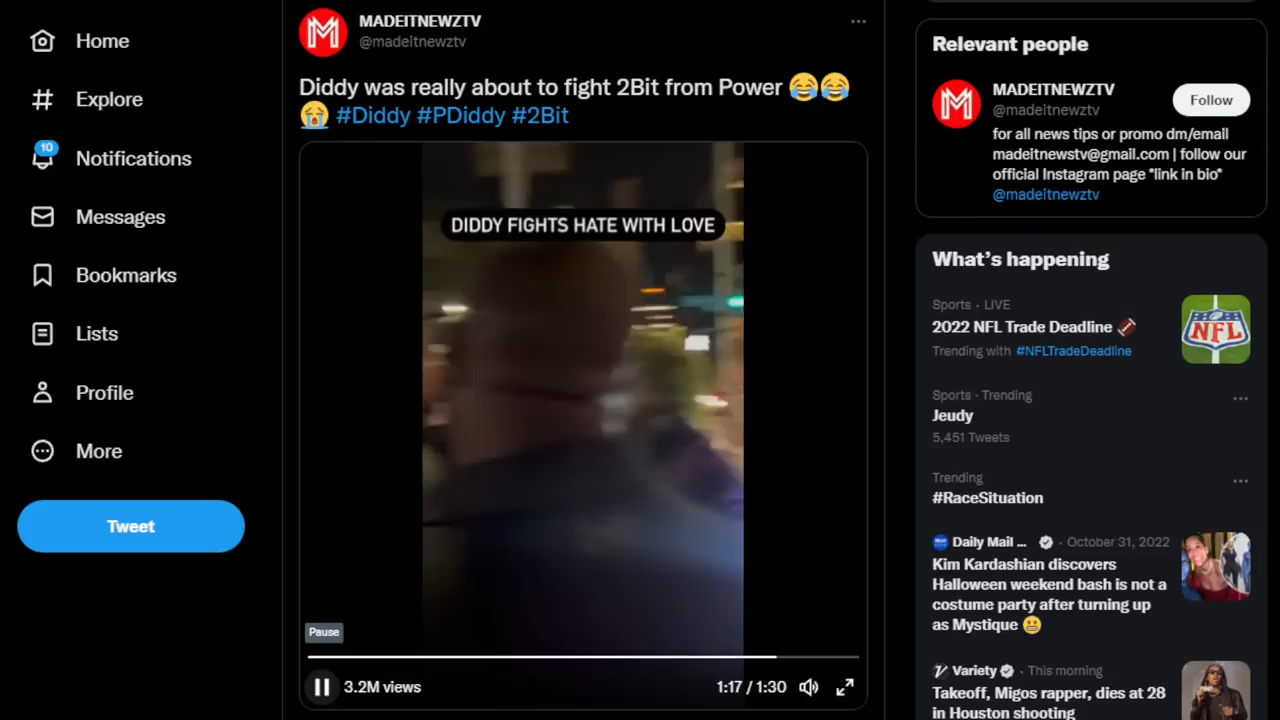 Home
Explore
10
Notifications
Messages
Bookmarks
Lists
Profile
More
Tweet
MADEITNEWZTV
@madeitnewztv
Diddy was really about to fight 2Bit from Power 😂😂
😭 #Diddy #PDiddy #2Bit
DIDDY FIGHTS HATE WITH LOVE
Pause
3.2M views
1:17 / 1:30
Relevant people
MADEITNEWZTV
@madeitnewztv
Follow
for all news tips or promo dm/email
madeitnewstv@gmail.com | follow our
official Instagram page *link in bio*
@madeitnewztv
What's happening
Sports · LIVE
2022 NFL Trade Deadline 🏈
Trending with #NFLTradeDeadline
NFL
Sports · Trending
Jeudy
5,451 Tweets
Trending
#RaceSituation
Daily Mail ... · October 31, 2022
Kim Kardashian discovers
Halloween weekend bash is not a
costume party after turning up
as Mystique 😬
Variety · This morning
Takeoff, Migos rapper, dies at 28
in Houston shooting